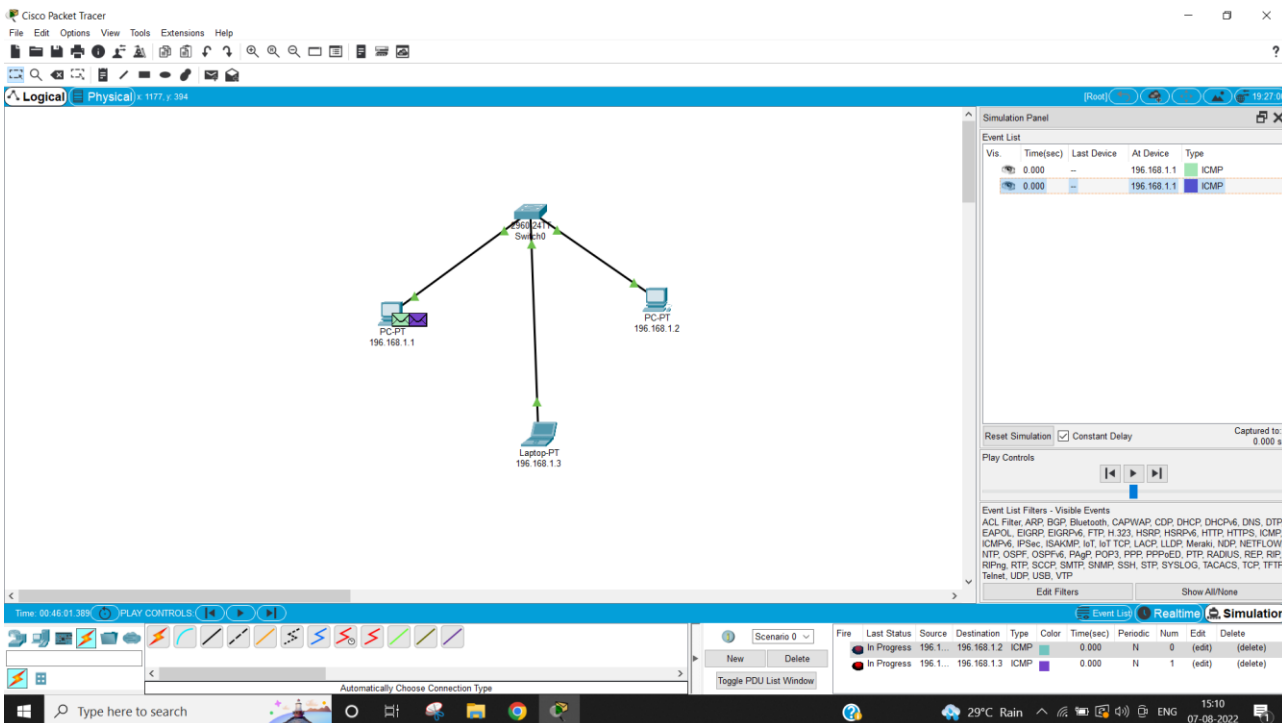 Cisco Packet Tracer
File Edit Options View Tools Extensions Help
?
Logical Physical x: 1177, y: 394 [Root] 19:27:0
Simulation Panel
Event List
Vis. Time(sec) Last Device At Device Type
0.000 -- 196.168.1.1 ICMP
0.000 -- 196.168.1.1 ICMP
2960-24TT
Switch0
PC-PT
196.168.1.1
PC-PT
196.168.1.2
Laptop-PT
196.168.1.3
Reset Simulation Constant Delay Captured to:
0.000 s
Play Controls
Event List Filters - Visible Events
ACL Filter, ARP, BGP, Bluetooth, CAPWAP, CDP, DHCP, DHCPv6, DNS, DTP
EAPOL, EIGRP, EIGRPv6, FTP, H.323, HSRP, HSRPv6, HTTP, HTTPS, ICMP,
ICMPv6, IPSec, ISAKMP, IoT, IoT TCP, LACP, LLDP, Meraki, NDP, NETFLOW
NTP, OSPF, OSPFv6, PAgP, POP3, PPP, PPPoED, PTP, RADIUS, REP, RIP,
RIPng, RTP, SCCP, SMTP, SNMP, SSH, STP, SYSLOG, TACACS, TCP, TFTP
Telnet, UDP, USB, VTP
Edit Filters Show All/None
Time: 00:46:01.389 PLAY CONTROLS: Event List Realtime Simulation
Scenario 0
New Delete
Toggle PDU List Window
Fire Last Status Source Destination Type Color Time(sec) Periodic Num Edit Delete
In Progress 196.1... 196.168.1.2 ICMP 0.000 N 0 (edit) (delete)
In Progress 196.1... 196.168.1.3 ICMP 0.000 N 1 (edit) (delete)
Automatically Choose Connection Type
Type here to search
29°C Rain ENG 15:10
07-08-2022